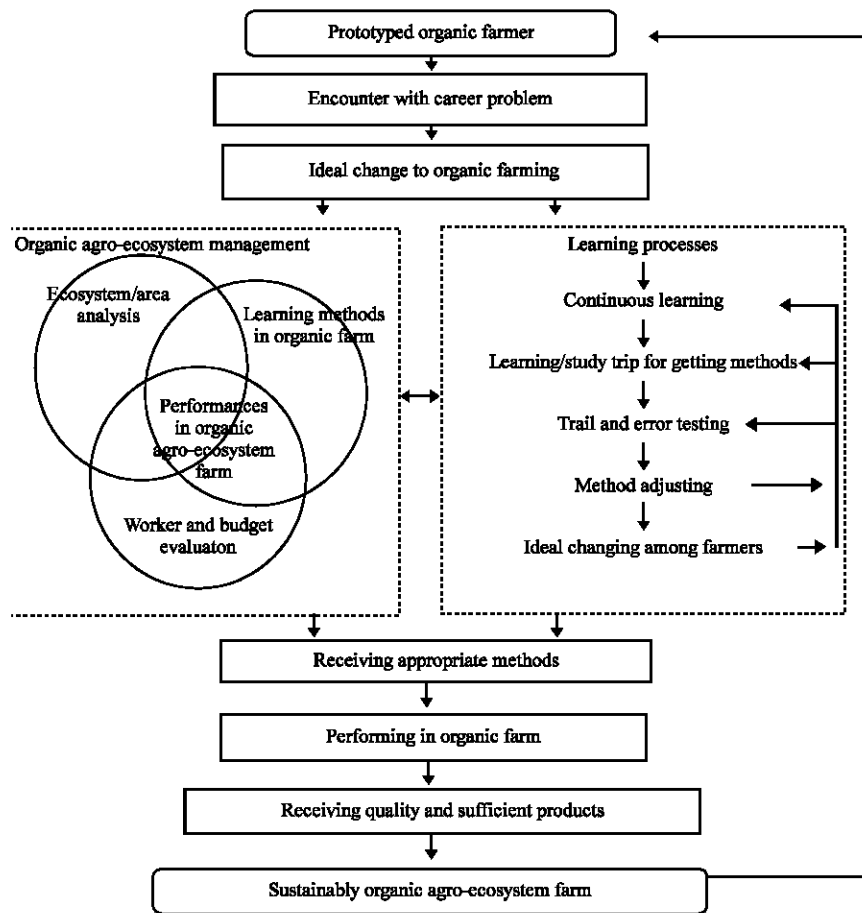 Prototyped organic farmer
Encounter with career problem
Ideal change to organic farming
Organic agro-ecosystem management
Ecosystem/area
analysis
Learning methods
in organic farm
Performances
in organic
agro-ecosystem
farm
Worker and budget
evaluaton
Learning processes
Continuous learning
Learning/study trip for getting methods
Trail and error testing
Method adjusting
Ideal changing among farmers
Receiving appropriate methods
Performing in organic farm
Receiving quality and sufficient products
Sustainably organic agro-ecosystem farm